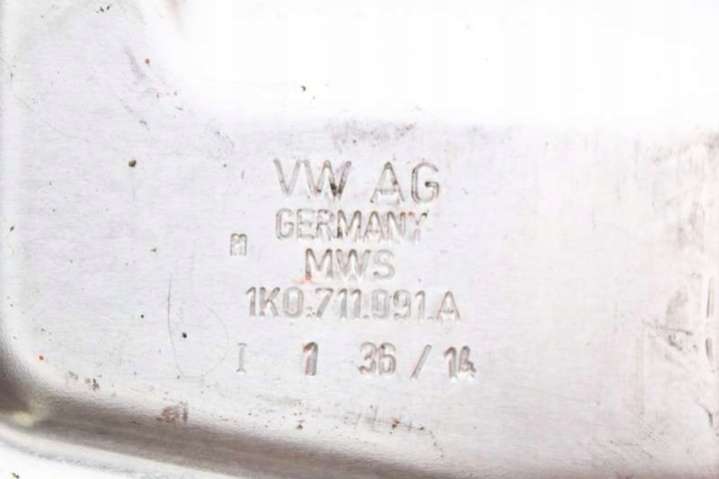 VW AG
GERMANY
M
MWS
1K0.711.091.A
I 1 36 / 14